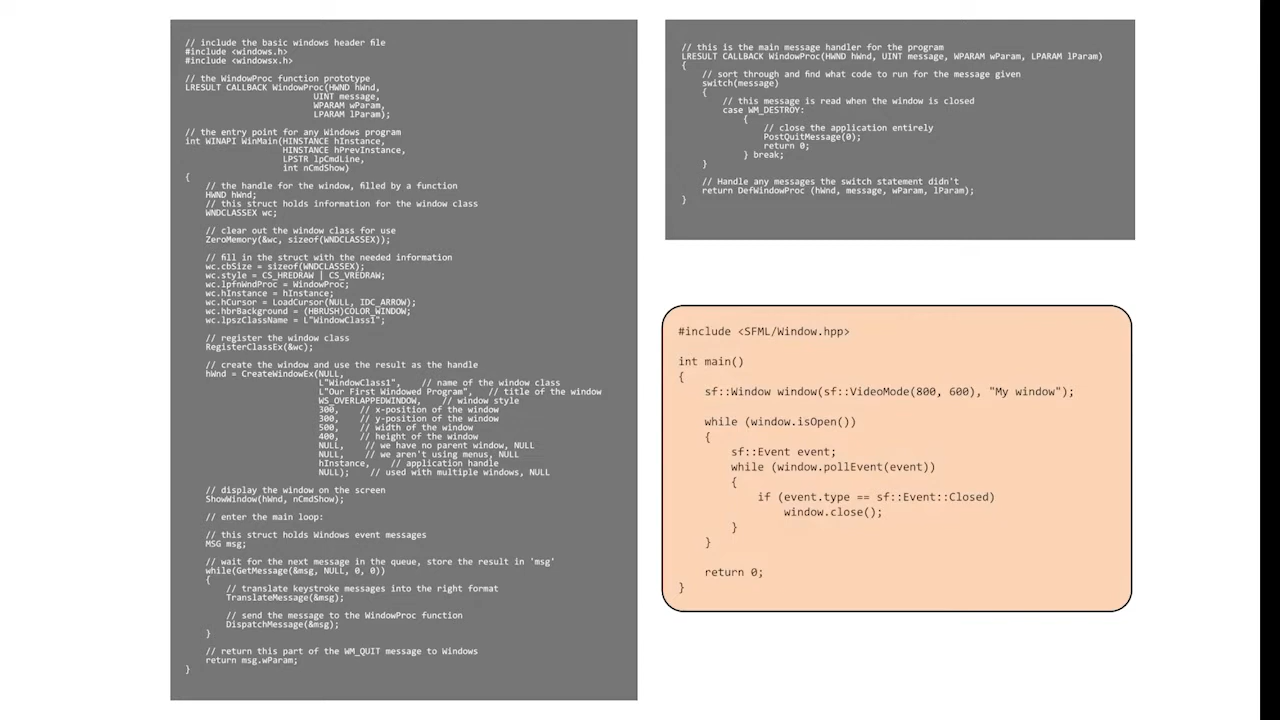 // include the basic windows header file
#include <windows.h>
#include <windowsx.h>
// the WindowProc function prototype
LRESULT CALLBACK WindowProc(HWND hWnd,
UINT message,
WPARAM wParam,
LPARAM lParam);
// the entry point for any Windows program
int WINAPI WinMain(HINSTANCE hInstance,
HINSTANCE hPrevInstance,
LPSTR lpCmdLine,
int nCmdShow)
{
// the handle for the window, filled by a function
HWND hWnd;
// this struct holds information for the window class
WNDCLASSEX wc;
// clear out the window class for use
ZeroMemory(&wc, sizeof(WNDCLASSEX));
// fill in the struct with the needed information
wc.cbSize = sizeof(WNDCLASSEX);
wc.style = CS_HREDRAW | CS_VREDRAW;
wc.lpfnWndProc = WindowProc;
wc.hInstance = hInstance;
wc.hCursor = LoadCursor(NULL, IDC_ARROW);
wc.hbrBackground = (HBRUSH)COLOR_WINDOW;
wc.lpszClassName = L"WindowClass1";
// register the window class
RegisterClassEx(&wc);
// create the window and use the result as the handle
hWnd = CreateWindowEx(NULL,
L"WindowClass1", // name of the window class
L"Our First Windowed Program", // title of the window
WS_OVERLAPPEDWINDOW, // window style
300, // x-position of the window
300, // y-position of the window
500, // width of the window
400, // height of the window
NULL, // we have no parent window, NULL
NULL, // we aren't using menus, NULL
hInstance, // application handle
NULL); // used with multiple windows, NULL
// display the window on the screen
ShowWindow(hWnd, nCmdShow);
// enter the main loop:
// this struct holds Windows event messages
MSG msg;
// wait for the next message in the queue, store the result in 'msg'
while(GetMessage(&msg, NULL, 0, 0))
{
// translate keystroke messages into the right format
TranslateMessage(&msg);
// send the message to the WindowProc function
DispatchMessage(&msg);
}
// return this part of the WM_QUIT message to Windows
return msg.wParam;
}
// this is the main message handler for the program
LRESULT CALLBACK WindowProc(HWND hWnd, UINT message, WPARAM wParam, LPARAM lParam)
{
// sort through and find what code to run for the message given
switch(message)
{
// this message is read when the window is closed
case WM_DESTROY:
{
// close the application entirely
PostQuitMessage(0);
return 0;
} break;
}
// Handle any messages the switch statement didn't
return DefWindowProc (hWnd, message, wParam, lParam);
}
#include <SFML/Window.hpp>
int main()
{
sf::Window window(sf::VideoMode(800, 600), "My window");
while (window.isOpen())
{
sf::Event event;
while (window.pollEvent(event))
{
if (event.type == sf::Event::Closed)
window.close();
}
}
return 0;
}